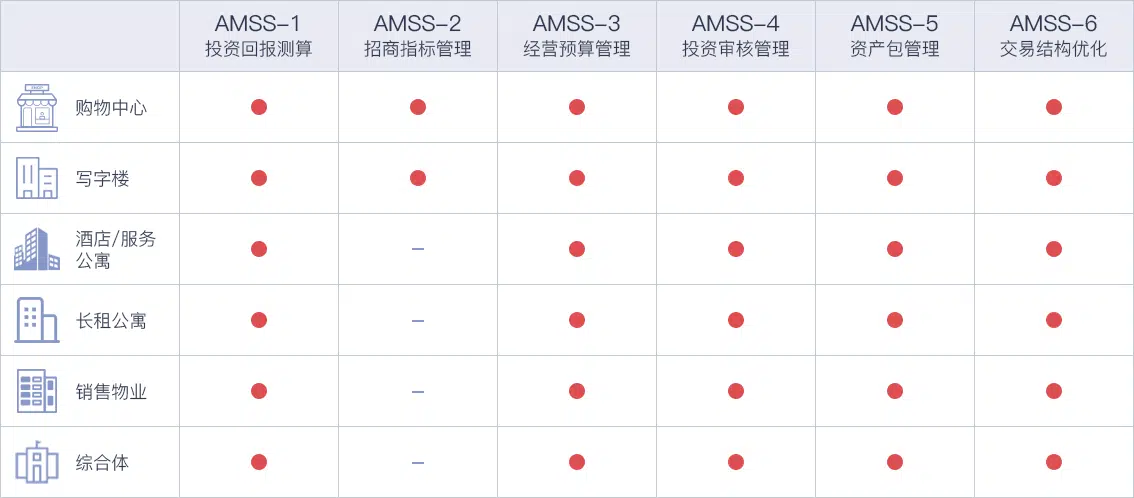 AMSS-1
投资回报测算
AMSS-2
招商指标管理
AMSS-3
经营预算管理
AMSS-4
投资审核管理
AMSS-5
资产包管理
AMSS-6
交易结构优化
购物中心
写字楼
酒店/服务
公寓
–
长租公寓
–
销售物业
–
综合体
–